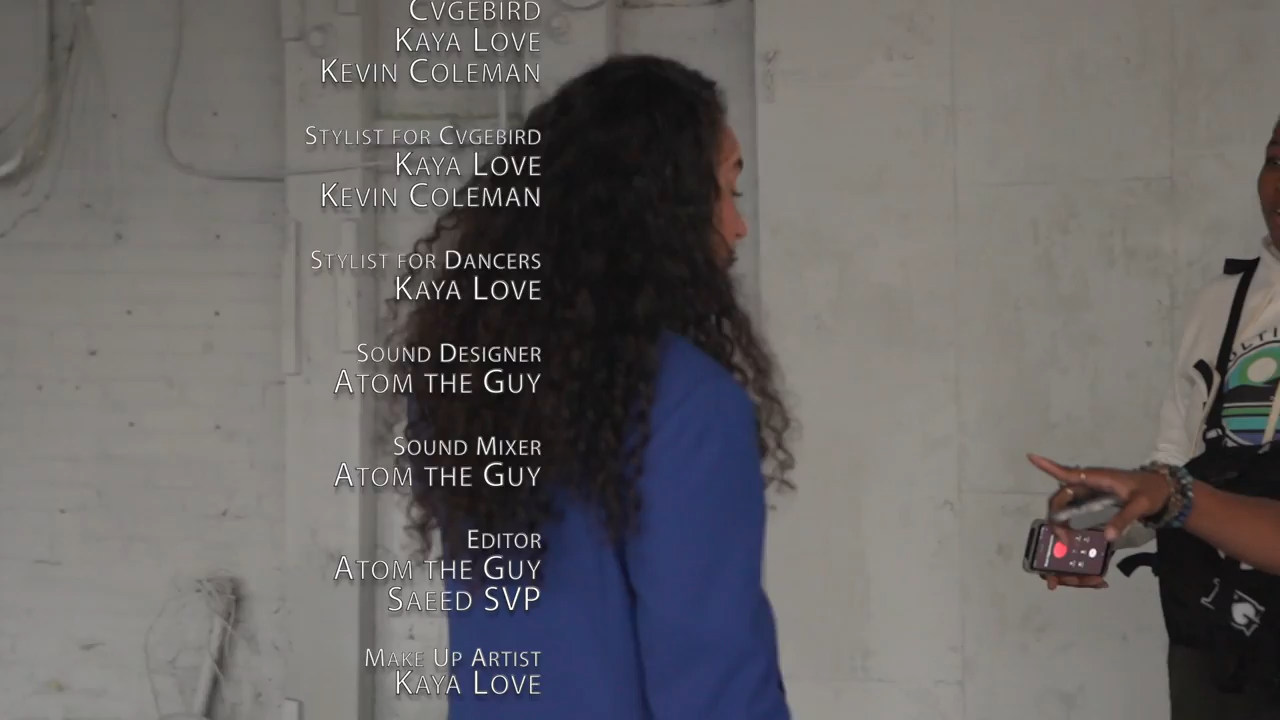 CVGEBIRD
KAYA LOVE
KEVIN COLEMAN
STYLIST FOR CVGEBIRD
KAYA LOVE
KEVIN COLEMAN
STYLIST FOR DANCERS
KAYA LOVE
SOUND DESIGNER
ATOM THE GUY
SOUND MIXER
ATOM THE GUY
EDITOR
ATOM THE GUY
SAEED SVP
MAKE UP ARTIST
KAYA LOVE